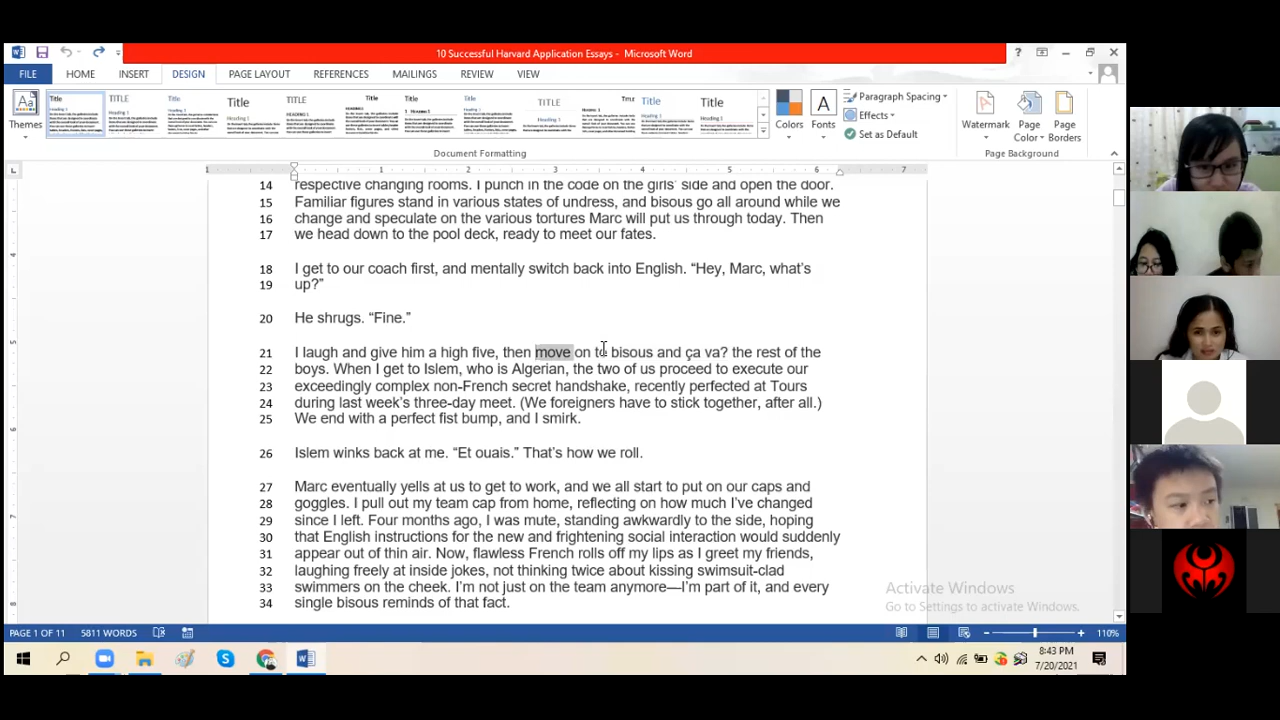 10 Successful Harvard Application Essays - Microsoft Word
FILE HOME INSERT DESIGN PAGE LAYOUT REFERENCES MAILINGS REVIEW VIEW
Themes
Colors
Fonts
Paragraph Spacing
Effects
Set as Default
Watermark
Page Color
Page Borders
Document Formatting
Page Background
14 respective changing rooms. I punch in the code on the girls' side and open the door.
15 Familiar figures stand in various states of undress, and bisous go all around while we
16 change and speculate on the various tortures Marc will put us through today. Then
17 we head down to the pool deck, ready to meet our fates.
18 I get to our coach first, and mentally switch back into English. “Hey, Marc, what’s
19 up?”
20 He shrugs. “Fine.”
21 I laugh and give him a high five, then move on to bisous and ça va? the rest of the
22 boys. When I get to Islem, who is Algerian, the two of us proceed to execute our
23 exceedingly complex non-French secret handshake, recently perfected at Tours
24 during last week’s three-day meet. (We foreigners have to stick together, after all.)
25 We end with a perfect fist bump, and I smirk.
26 Islem winks back at me. “Et ouais.” That’s how we roll.
27 Marc eventually yells at us to get to work, and we all start to put on our caps and
28 goggles. I pull out my team cap from home, reflecting on how much I’ve changed
29 since I left. Four months ago, I was mute, standing awkwardly to the side, hoping
30 that English instructions for the new and frightening social interaction would suddenly
31 appear out of thin air. Now, flawless French rolls off my lips as I greet my friends,
32 laughing freely at inside jokes, not thinking twice about kissing swimsuit-clad
33 swimmers on the cheek. I’m not just on the team anymore—I’m part of it, and every
34 single bisous reminds of that fact.
Activate Windows
Go to Settings to activate Windows.
PAGE 1 OF 11 5811 WORDS 110%
8:43 PM
7/20/2021